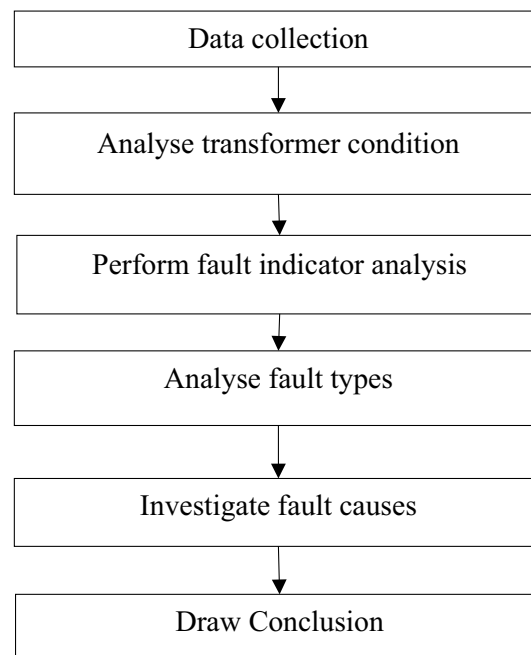 Data collection
Analyse transformer condition
Perform fault indicator analysis
Analyse fault types
Investigate fault causes
Draw Conclusion